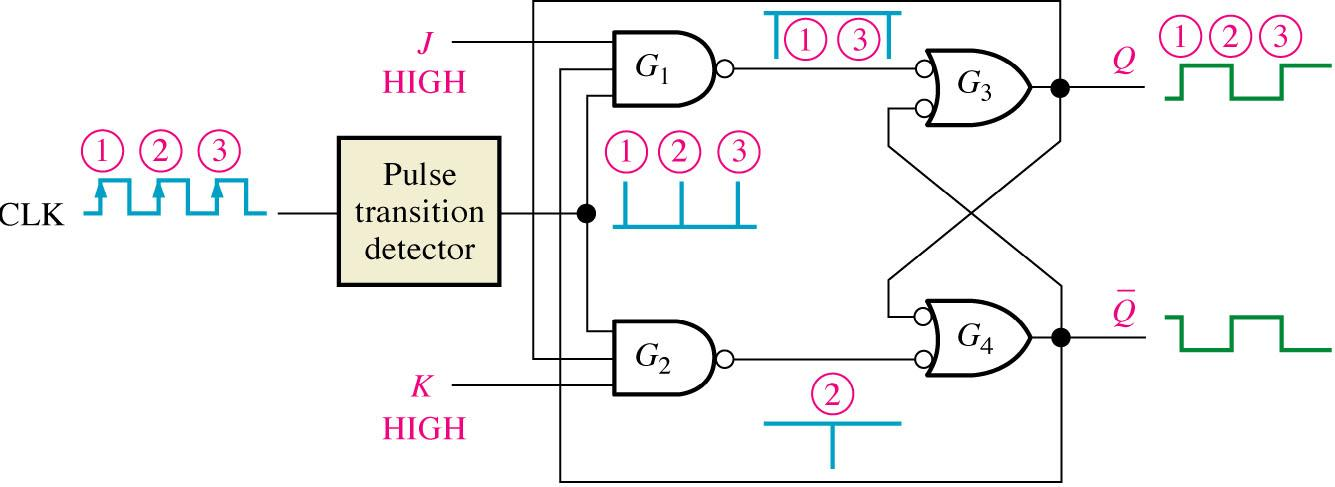 J
HIGH
G1
① ③
G3
Q
① ② ③
① ② ③
CLK
Pulse
transition
detector
① ② ③
G2
K
HIGH
②
G4
Q̅